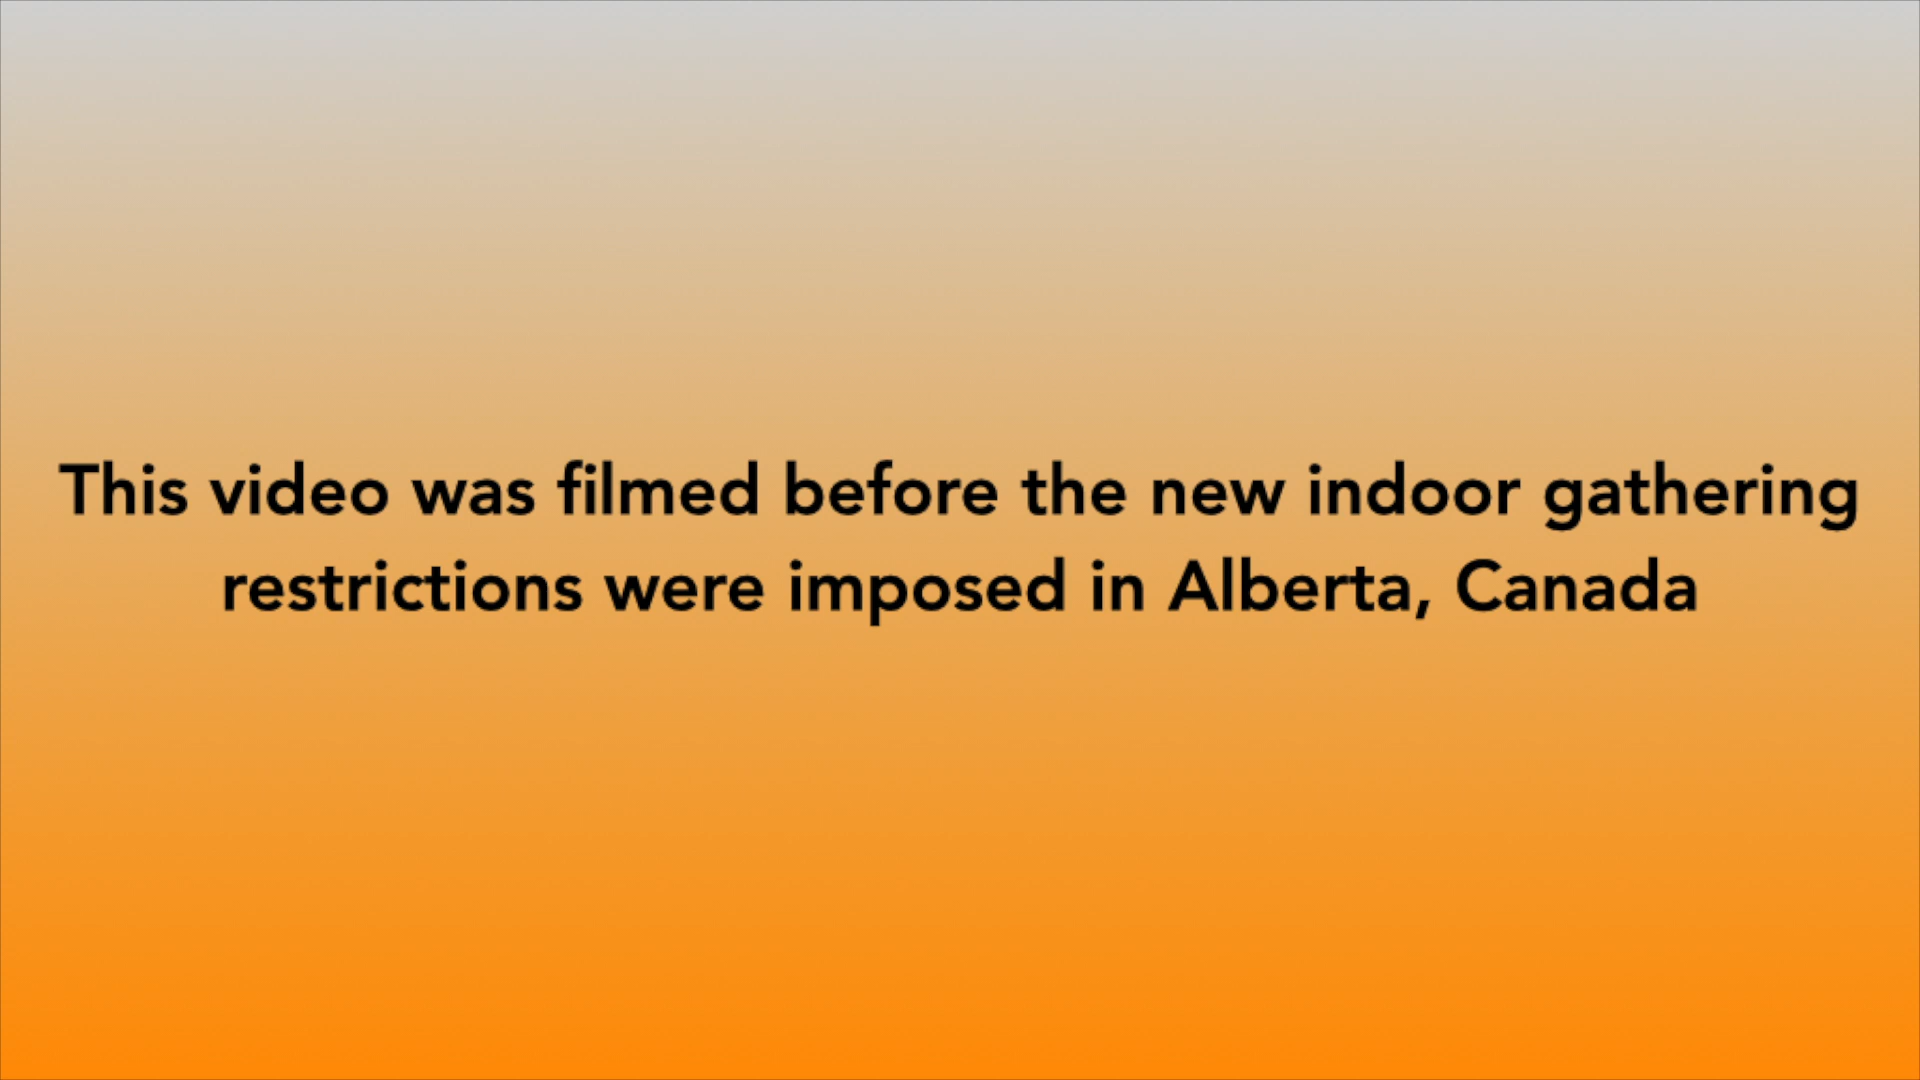 This video was filmed before the new indoor gathering
restrictions were imposed in Alberta, Canada